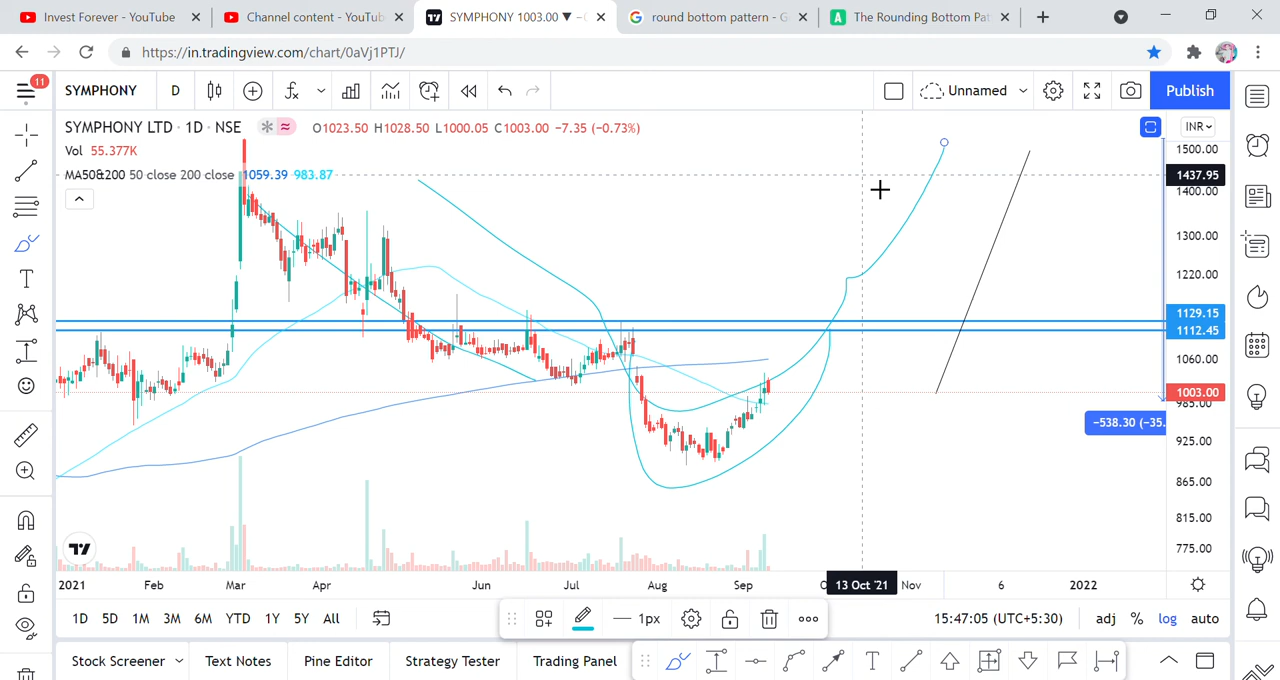 Invest Forever - YouTube
Channel content - YouTub
SYMPHONY 1003.00 ▼ −
round bottom pattern - G
The Rounding Bottom Pat
https://in.tradingview.com/chart/0aVj1PTJ/
11
SYMPHONY
D
Unnamed
Publish
SYMPHONY LTD · 1D · NSE
O1023.50 H1028.50 L1000.05 C1003.00 −7.35 (−0.73%)
INR
Vol 55.377K
MA50&200 50 close 200 close 1059.39 983.87
1500.00
1437.95
1400.00
1300.00
1220.00
1129.15
1112.45
1060.00
1003.00
985.00
−538.30 (−35.
925.00
865.00
815.00
775.00
2021
Feb
Mar
Apr
Jun
Jul
Aug
Sep
13 Oct '21
Nov
6
2022
1D
5D
1M
3M
6M
YTD
1Y
5Y
All
1px
15:47:05 (UTC+5:30)
adj
%
log
auto
Stock Screener
Text Notes
Pine Editor
Strategy Tester
Trading Panel